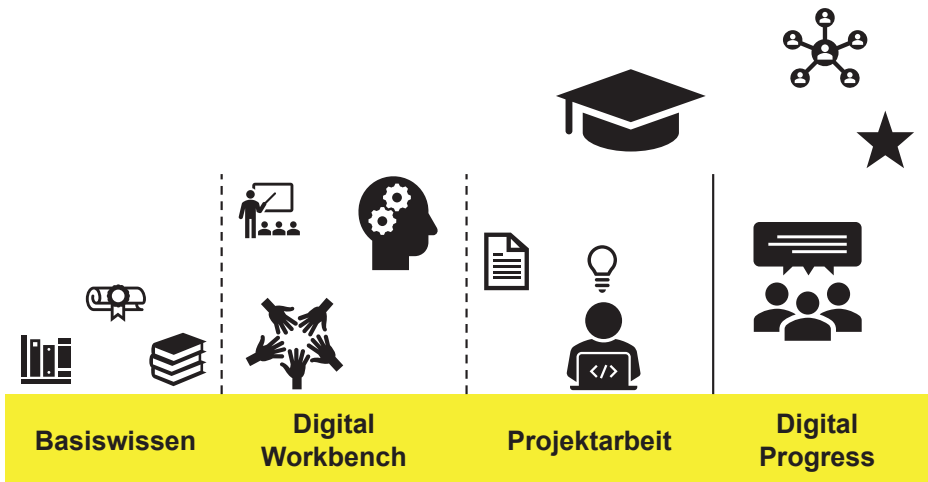 Basiswissen
Digital
Workbench
Projektarbeit
Digital
Progress
</>